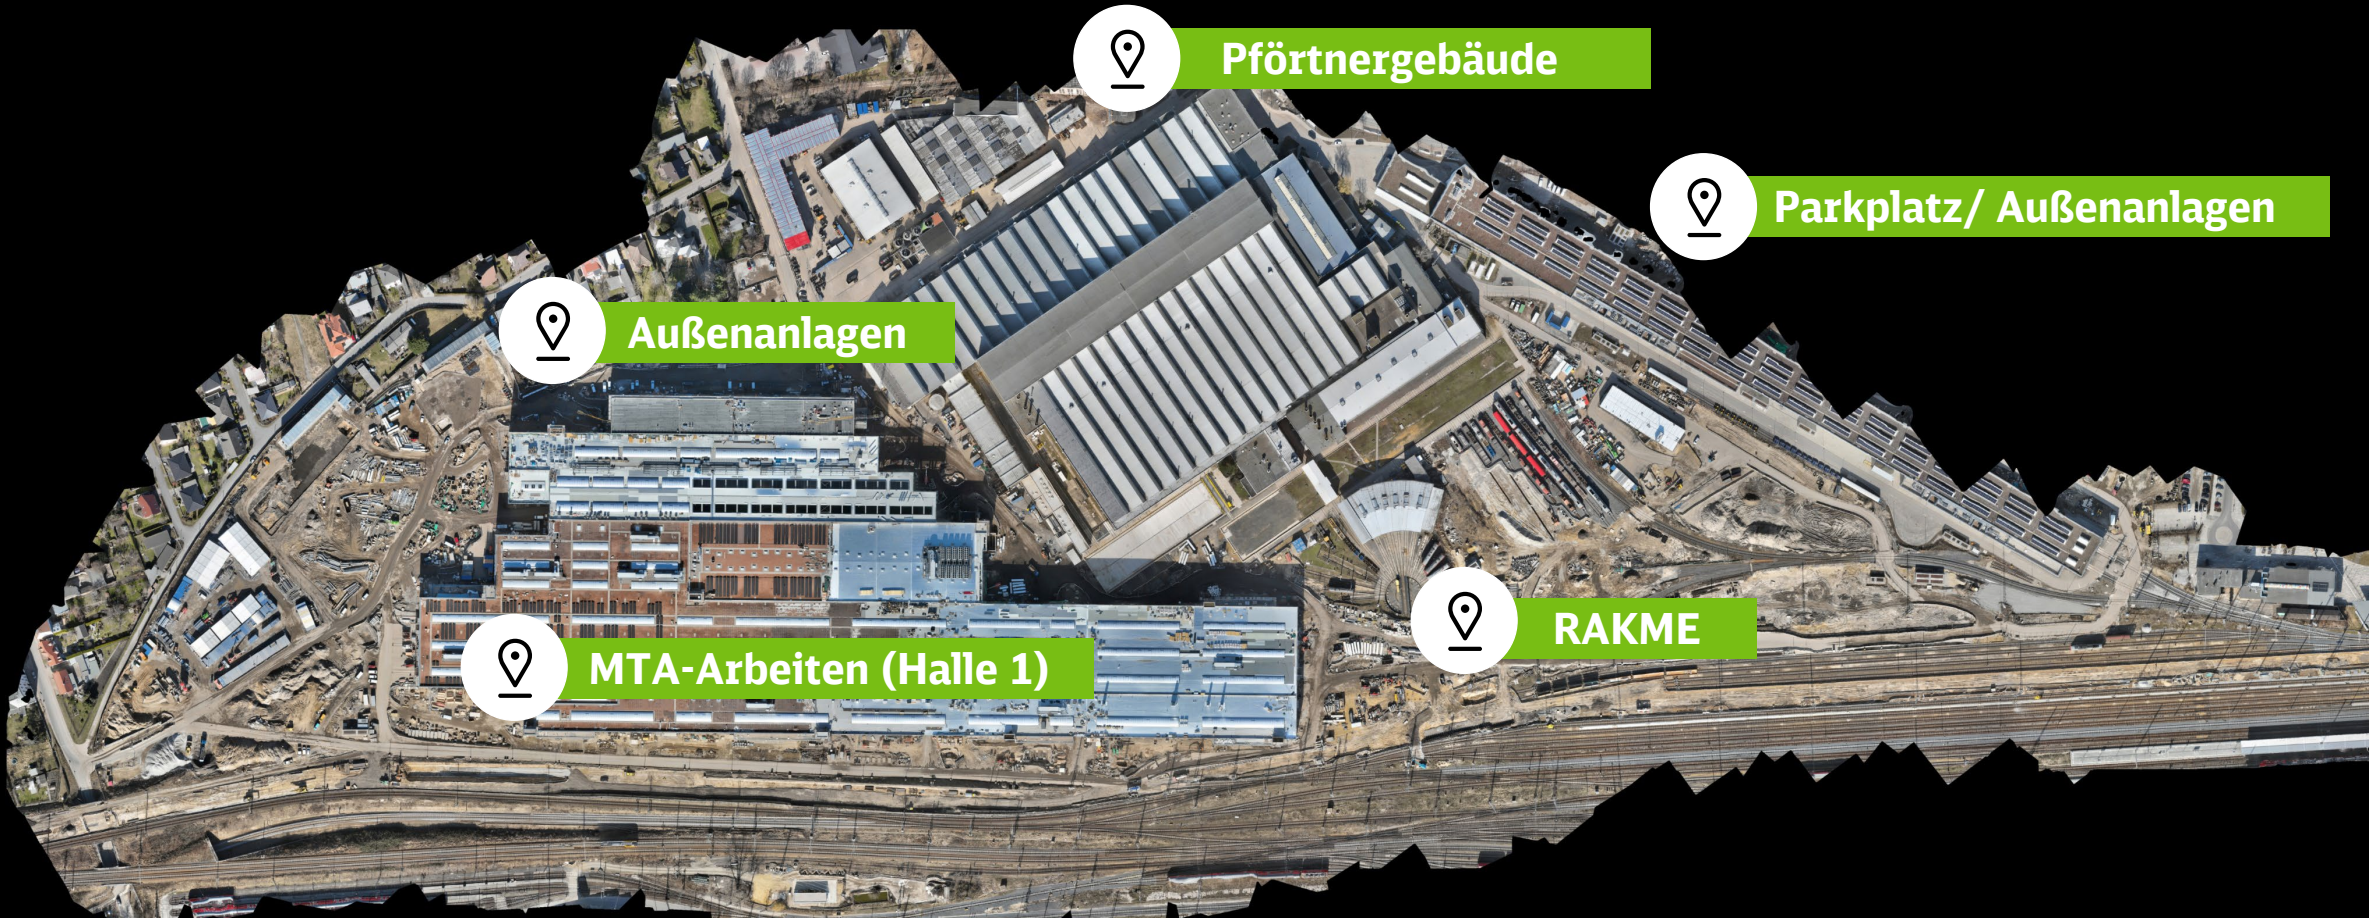 Pförtnergebäude
Parkplatz/ Außenanlagen
Außenanlagen
RAKME
MTA-Arbeiten (Halle 1)